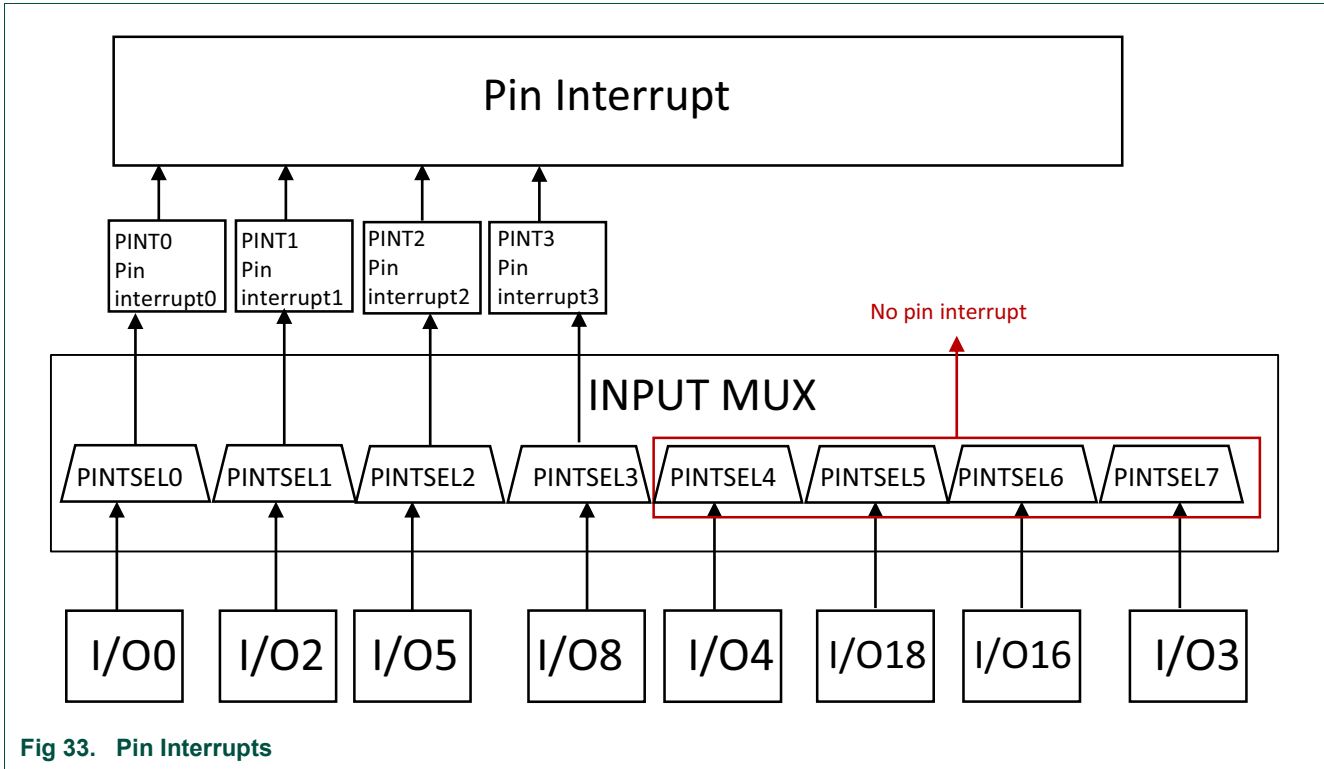 Pin Interrupt
PINT0
Pin
interrupt0
PINT1
Pin
interrupt1
PINT2
Pin
interrupt2
PINT3
Pin
interrupt3
No pin interrupt
INPUT MUX
PINTSEL0
PINTSEL1
PINTSEL2
PINTSEL3
PINTSEL4
PINTSEL5
PINTSEL6
PINTSEL7
I/O0
I/O2
I/O5
I/O8
I/O4
I/O18
I/O16
I/O3
Fig 33. Pin Interrupts